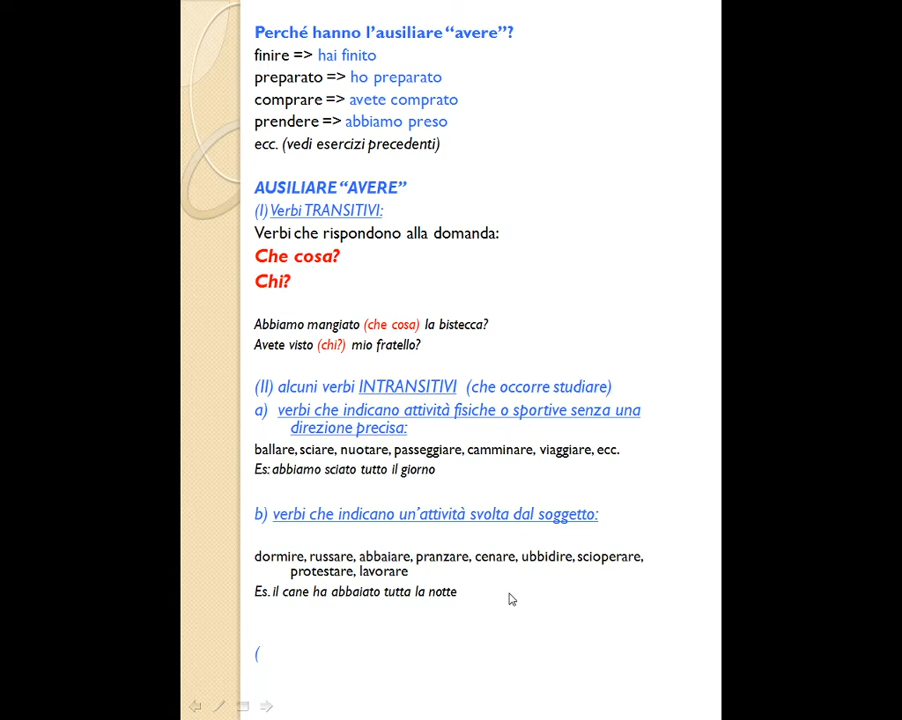 Perché hanno l'ausiliare "avere"?
finire => hai finito
preparato => ho preparato
comprare => avete comprato
prendere => abbiamo preso
ecc. (vedi esercizi precedenti)
AUSILIARE "AVERE"
(I) Verbi TRANSITIVI:
Verbi che rispondono alla domanda:
Che cosa?
Chi?
Abbiamo mangiato (che cosa) la bistecca?
Avete visto (chi?) mio fratello?
(II) alcuni verbi INTRANSITIVI (che occorre studiare)
a) verbi che indicano attività fisiche o sportive senza una
direzione precisa:
ballare, sciare, nuotare, passeggiare, camminare, viaggiare, ecc.
Es: abbiamo sciato tutto il giorno
b) verbi che indicano un'attività svolta dal soggetto:
dormire, russare, abbaiare, pranzare, cenare, ubbidire, scioperare,
protestare, lavorare
Es. il cane ha abbaiato tutta la notte
(